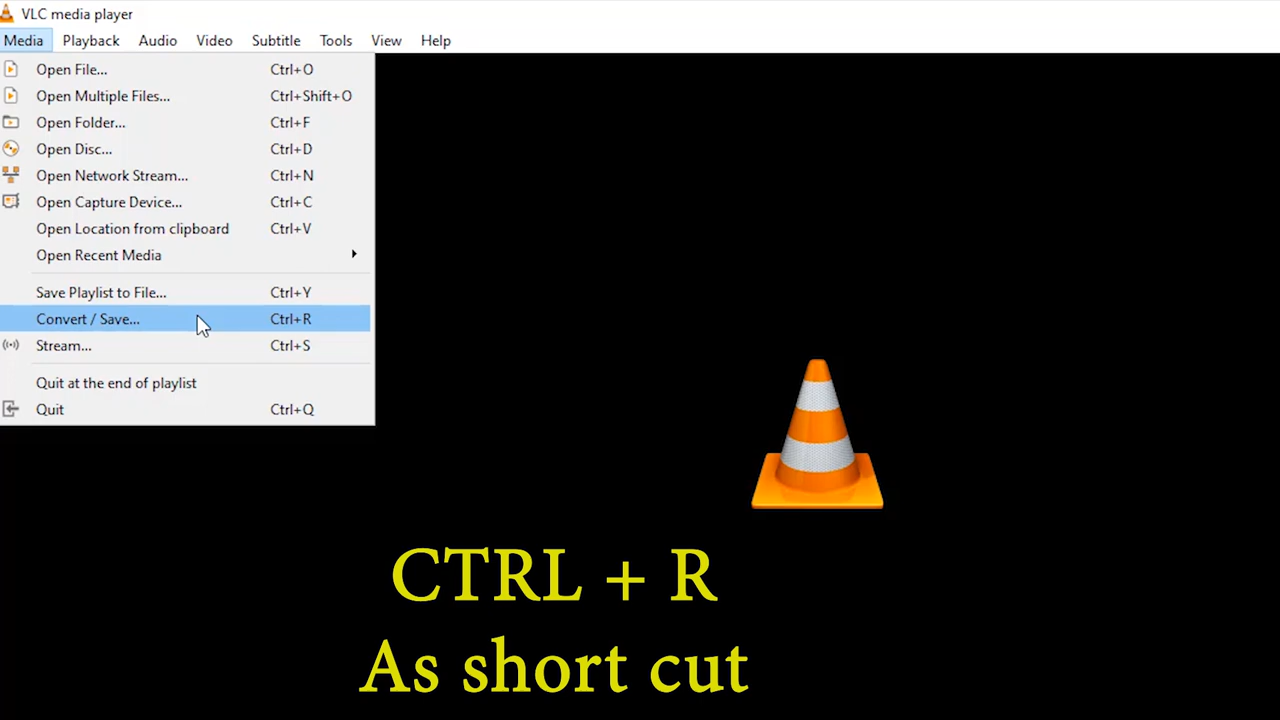 VLC media player
Media Playback Audio Video Subtitle Tools View Help
Open File... Ctrl+O
Open Multiple Files... Ctrl+Shift+O
Open Folder... Ctrl+F
Open Disc... Ctrl+D
Open Network Stream... Ctrl+N
Open Capture Device... Ctrl+C
Open Location from clipboard Ctrl+V
Open Recent Media
Save Playlist to File... Ctrl+Y
Convert / Save... Ctrl+R
Stream... Ctrl+S
Quit at the end of playlist
Quit Ctrl+Q
CTRL + R
As short cut